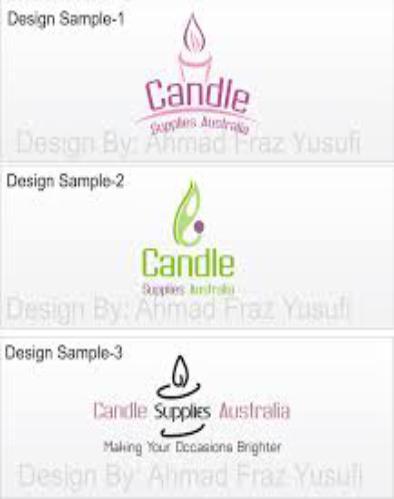 Design Sample-1
Candle
Supplies Australia
Design By: Ahmad Fraz Yusufi
Design Sample-2
Candle
Supplies Australia
Design By: Ahmad Fraz Yusufi
Design Sample-3
Candle Supplies Australia
Making Your Occasions Brighter
Design By: Ahmad Fraz Yusufi